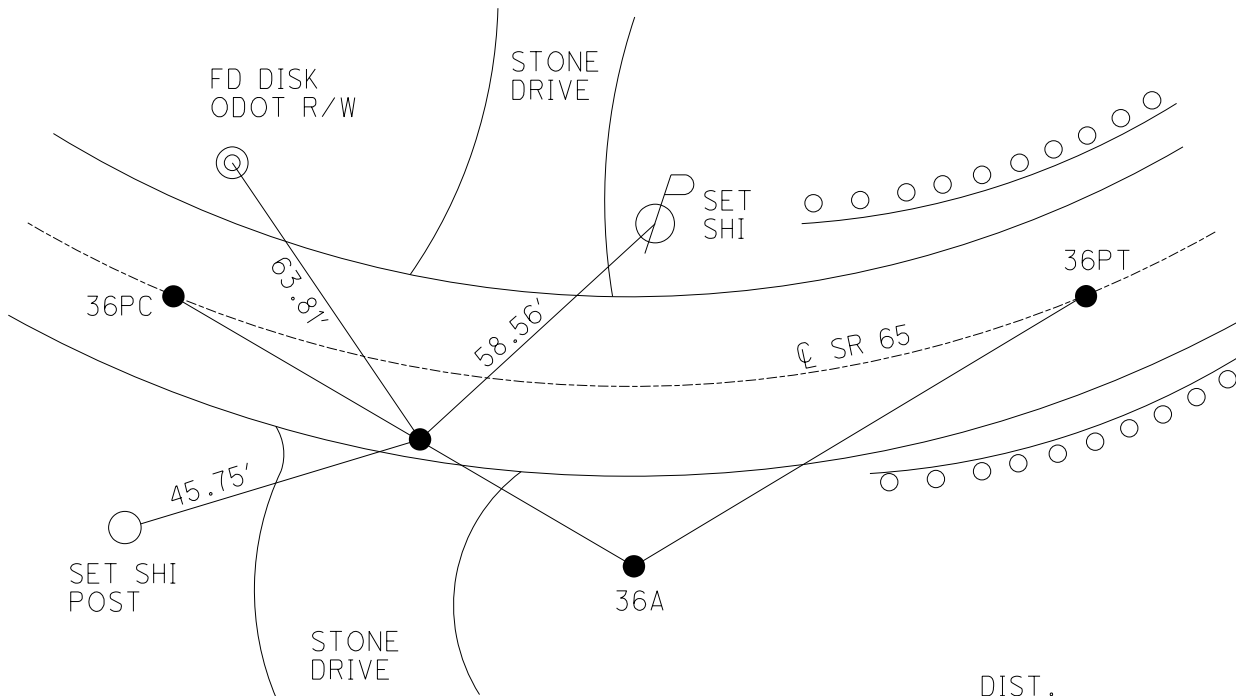 STONE
DRIVE
FD DISK
ODOT R/W
SET
SHI
36PT
63.81'
36PC
58.56'
℄ SR 65
45.75'
SET SHI
POST
36A
STONE
DRIVE
DIST.